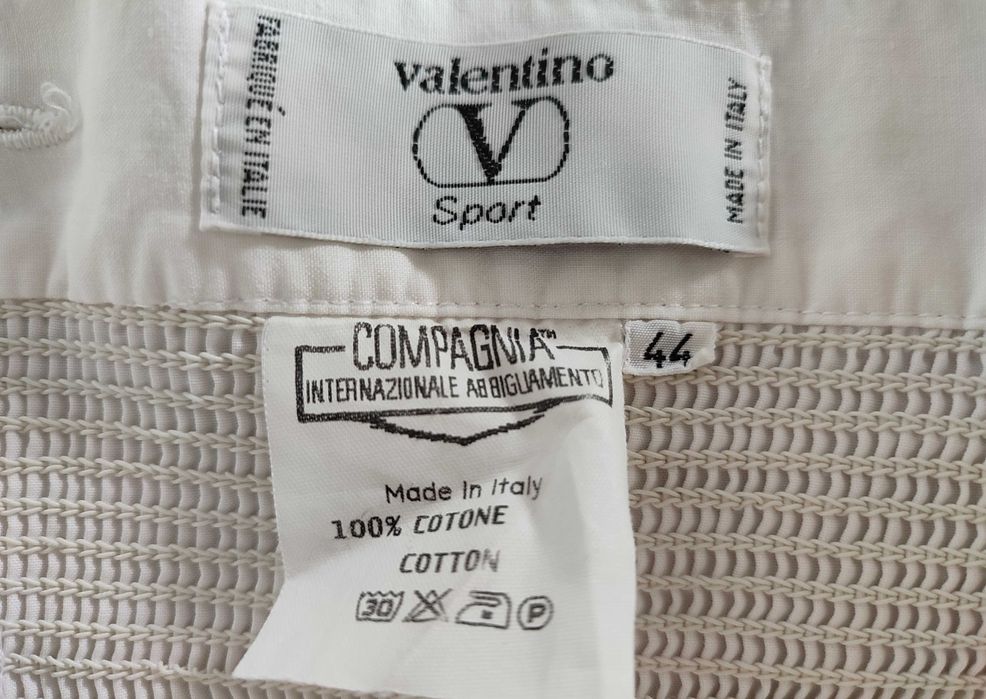 FABRIQUÉ EN ITALIE
valentino
V
Sport
MADE IN ITALY
COMPAGNIA™
INTERNAZIONALE ABBIGLIAMENTO
44
Made In Italy
100% COTONE
COTTON
30 P